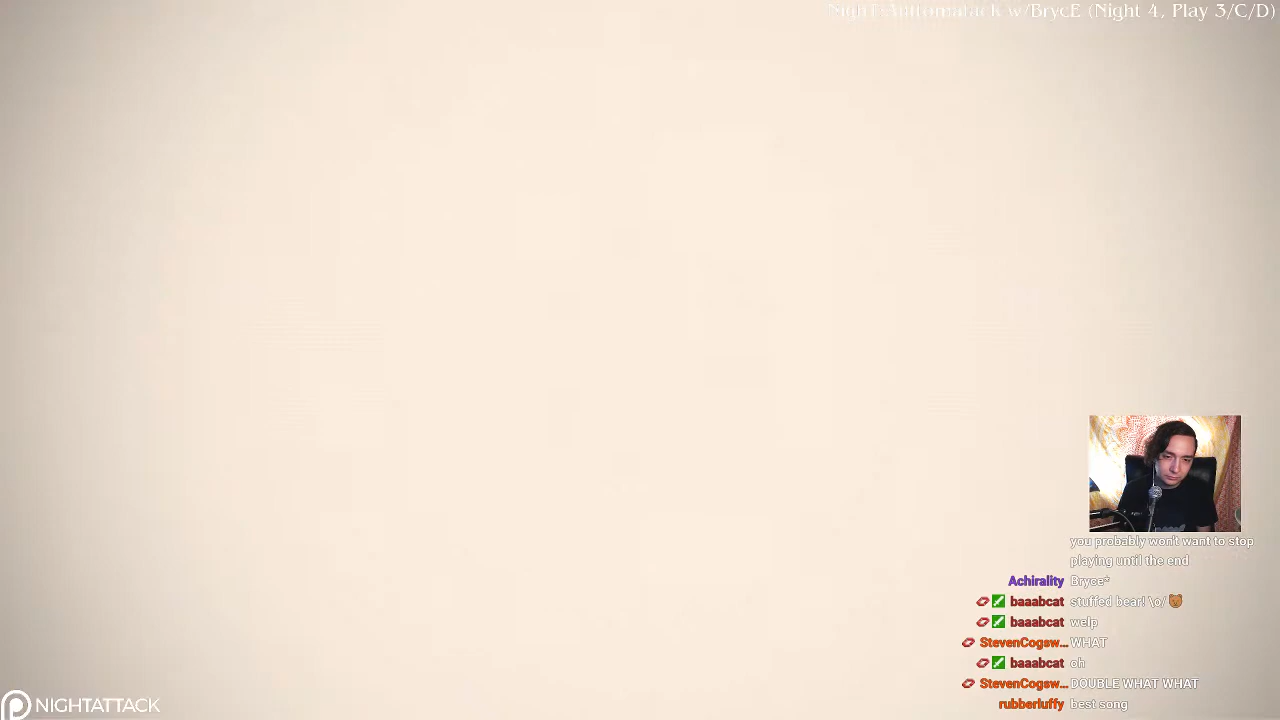 w/BrycE (Night 4, Play 3/C/D)
you probably won't want to stop
playing until the end
Achirality Bryce*
baaabcat stuffed bear! \o/
baaabcat welp
StevenCogsw... WHAT
baaabcat oh
StevenCogsw... DOUBLE WHAT WHAT
rubberluffy best song
NIGHTATTACK